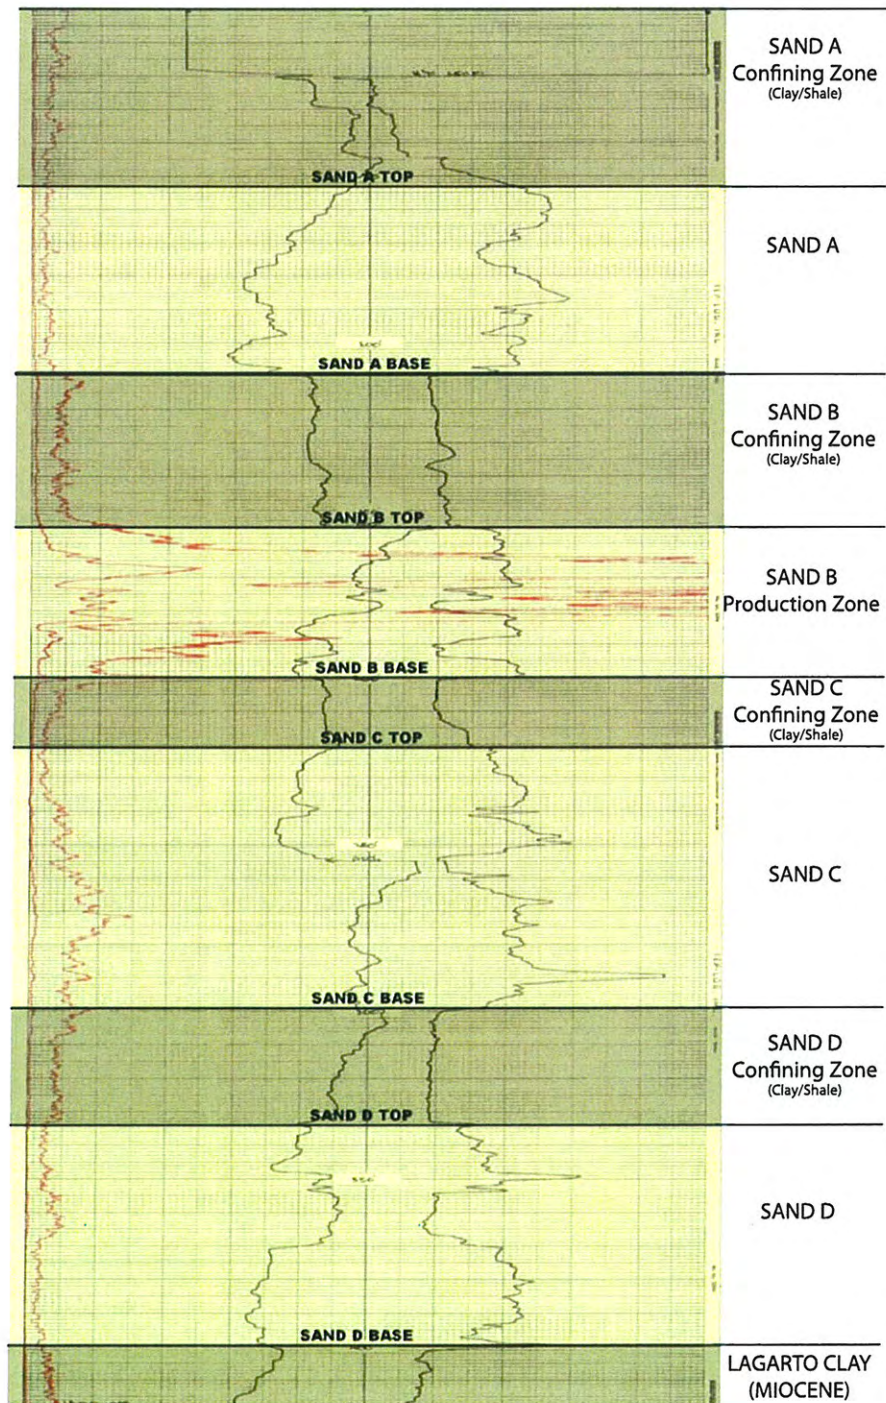 SAND A
Confining Zone
(Clay/Shale)
SAND A TOP
SAND A
SAND A BASE
SAND B
Confining Zone
(Clay/Shale)
SAND B TOP
SAND B
Production Zone
SAND B BASE
SAND C
Confining Zone
(Clay/Shale)
SAND C TOP
SAND C
SAND C BASE
SAND D
Confining Zone
(Clay/Shale)
SAND D TOP
SAND D
SAND D BASE
LAGARTO CLAY
(MIOCENE)